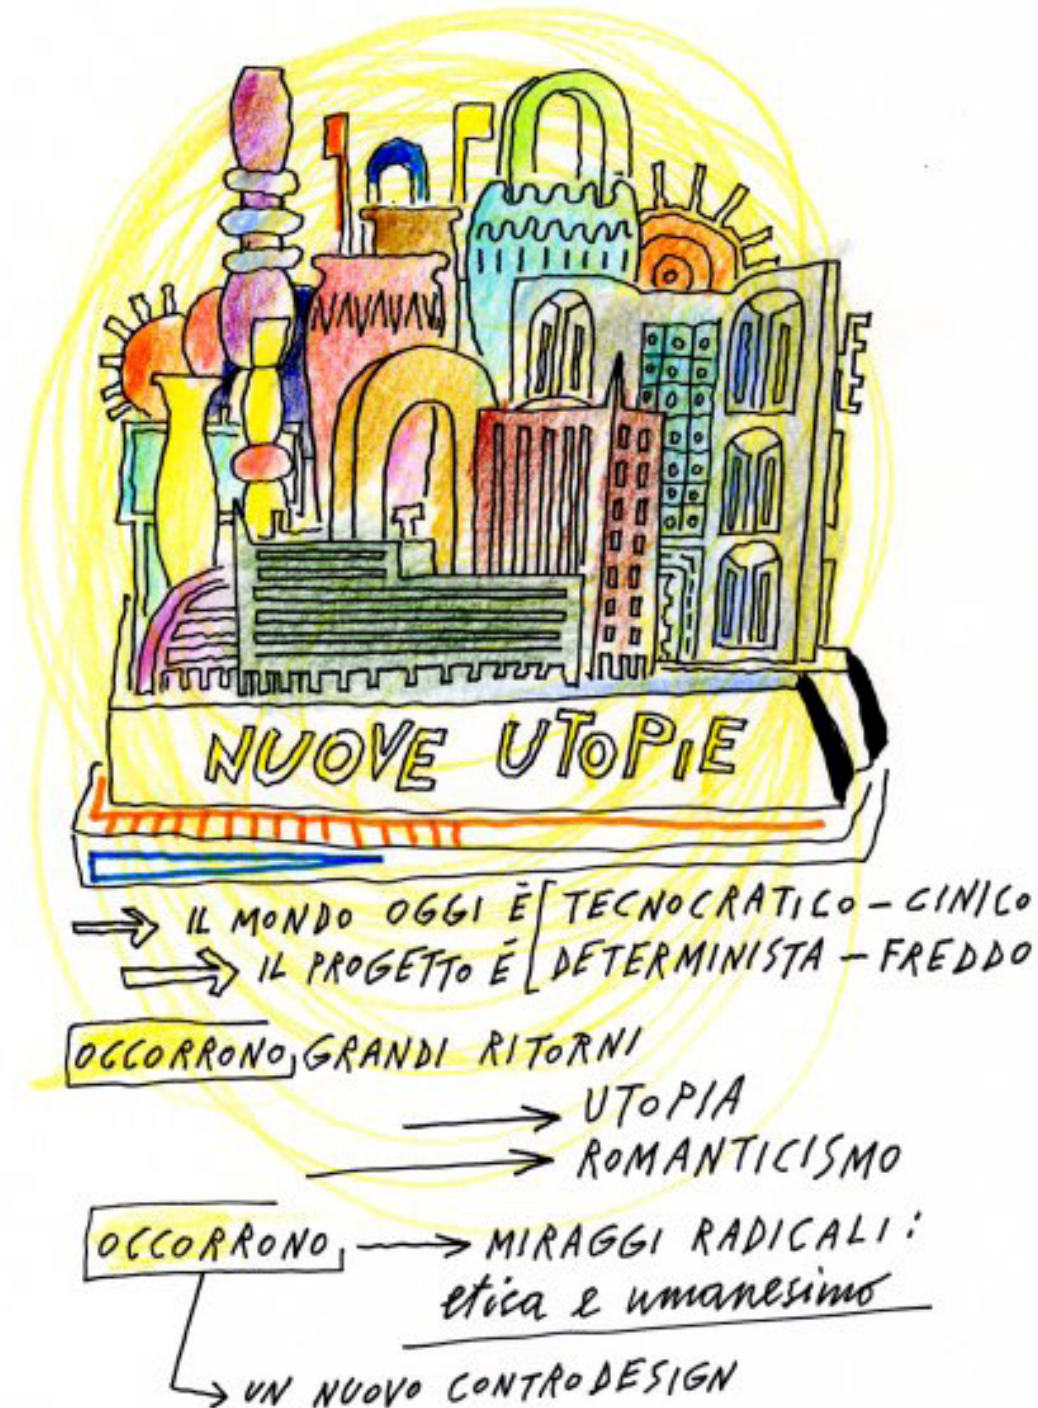 NUOVE UTOPIE
IL MONDO OGGI È [ TECNOCRATICO - CINICO
IL PROGETTO É [ DETERMINISTA - FREDDO
OCCORRONO GRANDI RITORNI
UTOPIA
ROMANTICISMO
OCCORRONO MIRAGGI RADICALI:
etica e umanesimo
UN NUOVO CONTRODESIGN